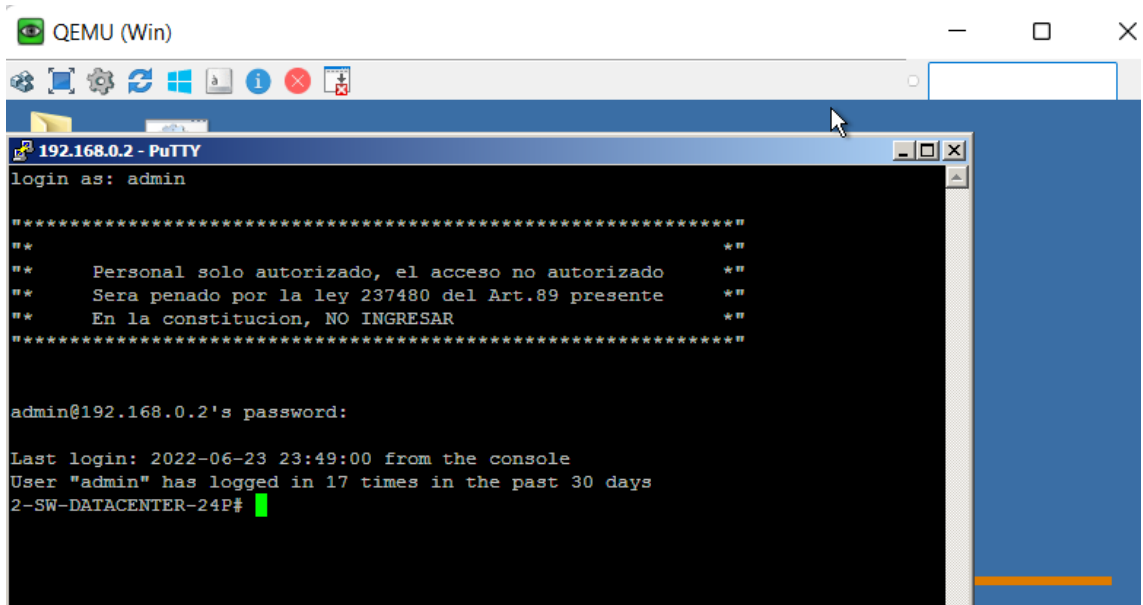 QEMU (Win)
192.168.0.2 - PuTTY
login as: admin
"*************************************************************"
"* *"
"* Personal solo autorizado, el acceso no autorizado *"
"* Sera penado por la ley 237480 del Art.89 presente *"
"* En la constitucion, NO INGRESAR *"
"*************************************************************"
admin@192.168.0.2's password:
Last login: 2022-06-23 23:49:00 from the console
User "admin" has logged in 17 times in the past 30 days
2-SW-DATACENTER-24P#